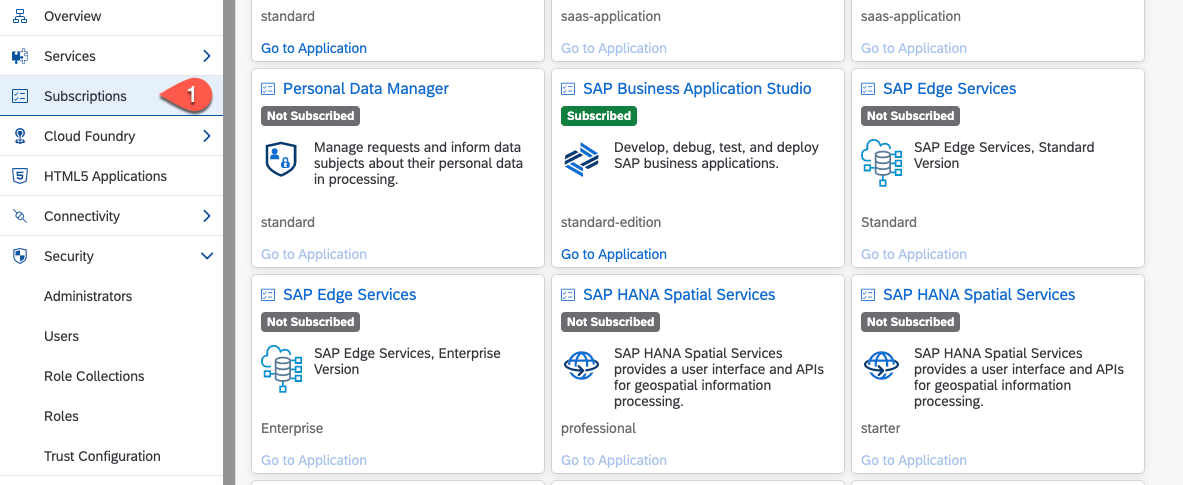 Overview
Services
Subscriptions
1
Cloud Foundry
HTML5 Applications
Connectivity
Security
Administrators
Users
Role Collections
Roles
Trust Configuration
standard
Go to Application
saas-application
Go to Application
saas-application
Go to Application
Personal Data Manager
Not Subscribed
Manage requests and inform data
subjects about their personal data
in processing.
standard
Go to Application
SAP Business Application Studio
Subscribed
Develop, debug, test, and deploy
SAP business applications.
standard-edition
Go to Application
SAP Edge Services
Not Subscribed
SAP Edge Services, Standard
Version
Standard
Go to Application
SAP Edge Services
Not Subscribed
SAP Edge Services, Enterprise
Version
Enterprise
Go to Application
SAP HANA Spatial Services
Not Subscribed
SAP HANA Spatial Services
provides a user interface and APIs
for geospatial information
processing.
professional
Go to Application
SAP HANA Spatial Services
Not Subscribed
SAP HANA Spatial Services
provides a user interface and APIs
for geospatial information
processing.
starter
Go to Application